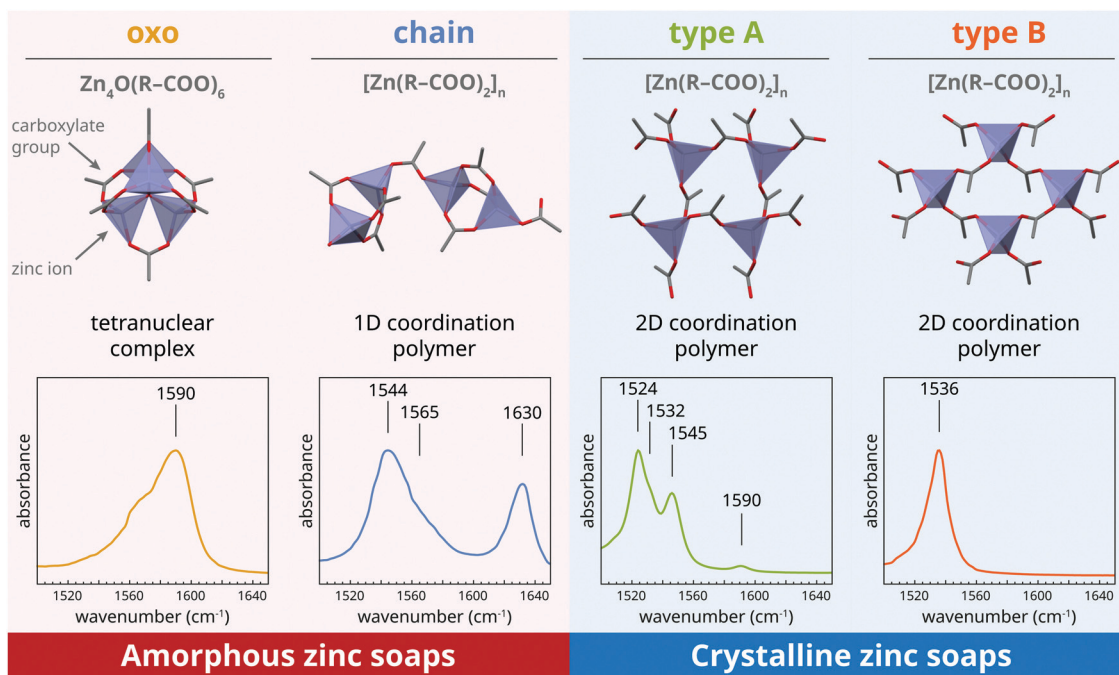 oxo
Zn₄O(R–COO)₆
carboxylate
group
zinc ion
tetranuclear
complex
1590
absorbance
1520 1560 1600 1640
wavenumber (cm⁻¹)
chain
[Zn(R–COO)₂]ₙ
1D coordination
polymer
1544
1565
1630
absorbance
1520 1560 1600 1640
wavenumber (cm⁻¹)
Amorphous zinc soaps
type A
[Zn(R–COO)₂]ₙ
2D coordination
polymer
1524
1532
1545
1590
absorbance
1520 1560 1600 1640
wavenumber (cm⁻¹)
type B
[Zn(R–COO)₂]ₙ
2D coordination
polymer
1536
absorbance
1520 1560 1600 1640
wavenumber (cm⁻¹)
Crystalline zinc soaps